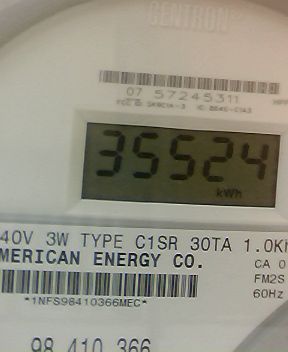 CENTRON
07 57245311
35524
kWh
40V 3W TYPE C1SR 30TA 1.0K
MERICAN ENERGY CO.
CA 0
FM2S
60Hz
*1NFS98410366MEC*
98 410 366